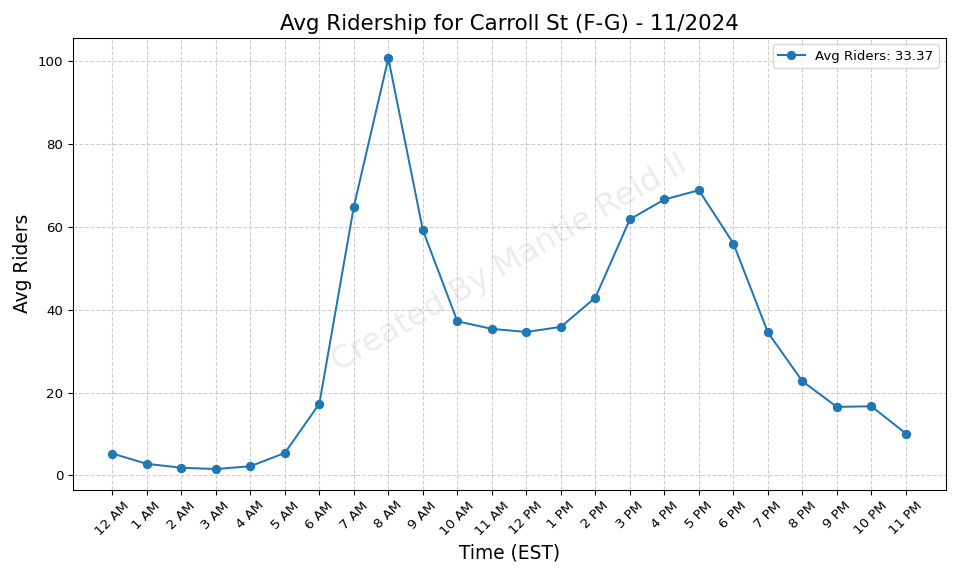 Avg Ridership for Carroll St (F-G) - 11/2024
Avg Riders: 33.37
Avg Riders
100
80
60
40
20
0
12 AM
1 AM
2 AM
3 AM
4 AM
5 AM
6 AM
7 AM
8 AM
9 AM
10 AM
11 AM
12 PM
1 PM
2 PM
3 PM
4 PM
5 PM
6 PM
7 PM
8 PM
9 PM
10 PM
11 PM
Time (EST)
Created By Mantle Reid II